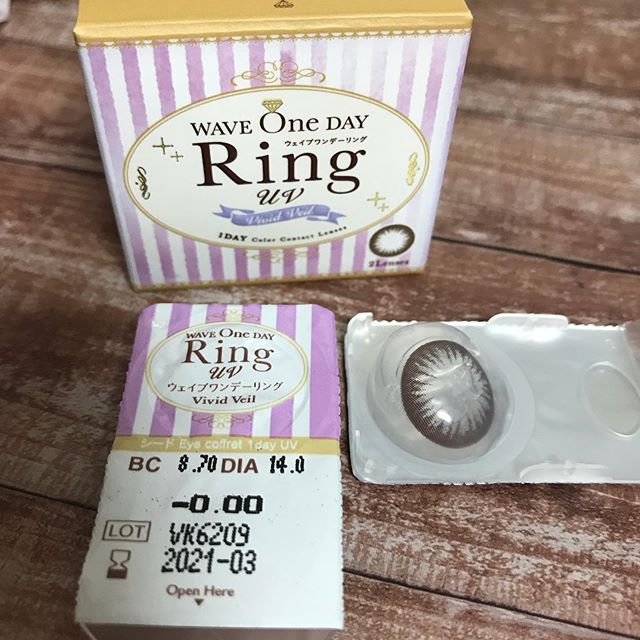 WAVE One DAY
ウェイブワンデーリング
Ring
UV
Vivid Veil
1DAY Color Contact Lenses
2Lenses
WAVE One DAY
Ring
UV
ウェイブワンデーリング
Vivid Veil
シード Eye coffret 1day UV
BC 8.70 DIA 14.0
-0.00
LOT VK6209
2021-03
Open Here